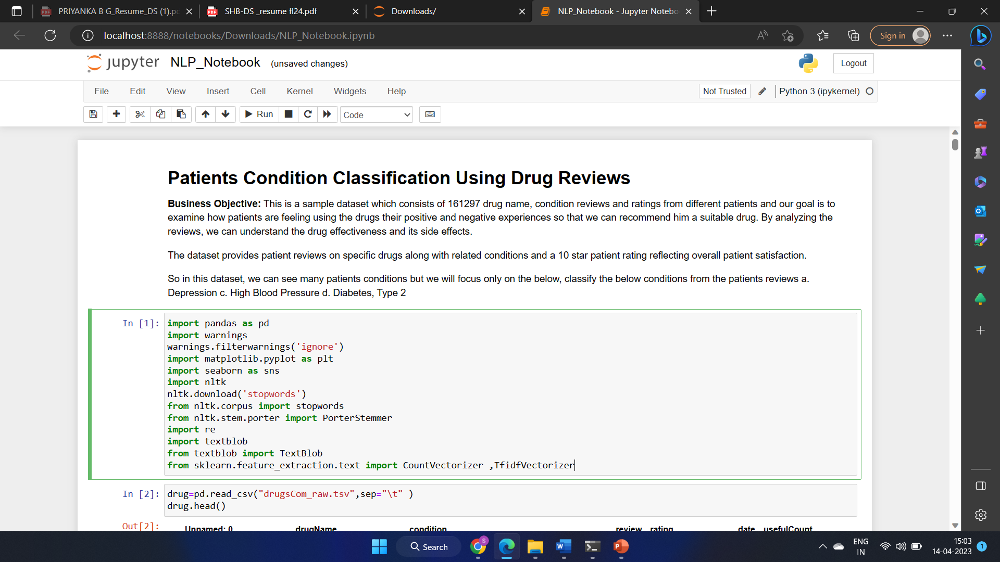 PRIYANKA B G_Resume_DS (1).pd
SHB-DS _resume fl24.pdf
Downloads/
NLP_Notebook - Jupyter Notebo
localhost:8888/notebooks/Downloads/NLP_Notebook.ipynb
Sign in
jupyter NLP_Notebook (unsaved changes)
Logout
File Edit View Insert Cell Kernel Widgets Help
Not Trusted
Python 3 (ipykernel)
Run
Code
Patients Condition Classification Using Drug Reviews
Business Objective: This is a sample dataset which consists of 161297 drug name, condition reviews and ratings from different patients and our goal is to
examine how patients are feeling using the drugs their positive and negative experiences so that we can recommend him a suitable drug. By analyzing the
reviews, we can understand the drug effectiveness and its side effects.
The dataset provides patient reviews on specific drugs along with related conditions and a 10 star patient rating reflecting overall patient satisfaction.
So in this dataset, we can see many patients conditions but we will focus only on the below, classify the below conditions from the patients reviews a.
Depression c. High Blood Pressure d. Diabetes, Type 2
In [1]:
import pandas as pd
import warnings
warnings.filterwarnings('ignore')
import matplotlib.pyplot as plt
import seaborn as sns
import nltk
nltk.download('stopwords')
from nltk.corpus import stopwords
from nltk.stem.porter import PorterStemmer
import re
import textblob
from textblob import TextBlob
from sklearn.feature_extraction.text import CountVectorizer ,TfidfVectorizer
In [2]:
drug=pd.read_csv("drugsCom_raw.tsv",sep="\t" )
drug.head()
Out[2]:
Unnamed: 0 drugName condition review rating date usefulCount
Search
ENG
IN
15:03
14-04-2023
1